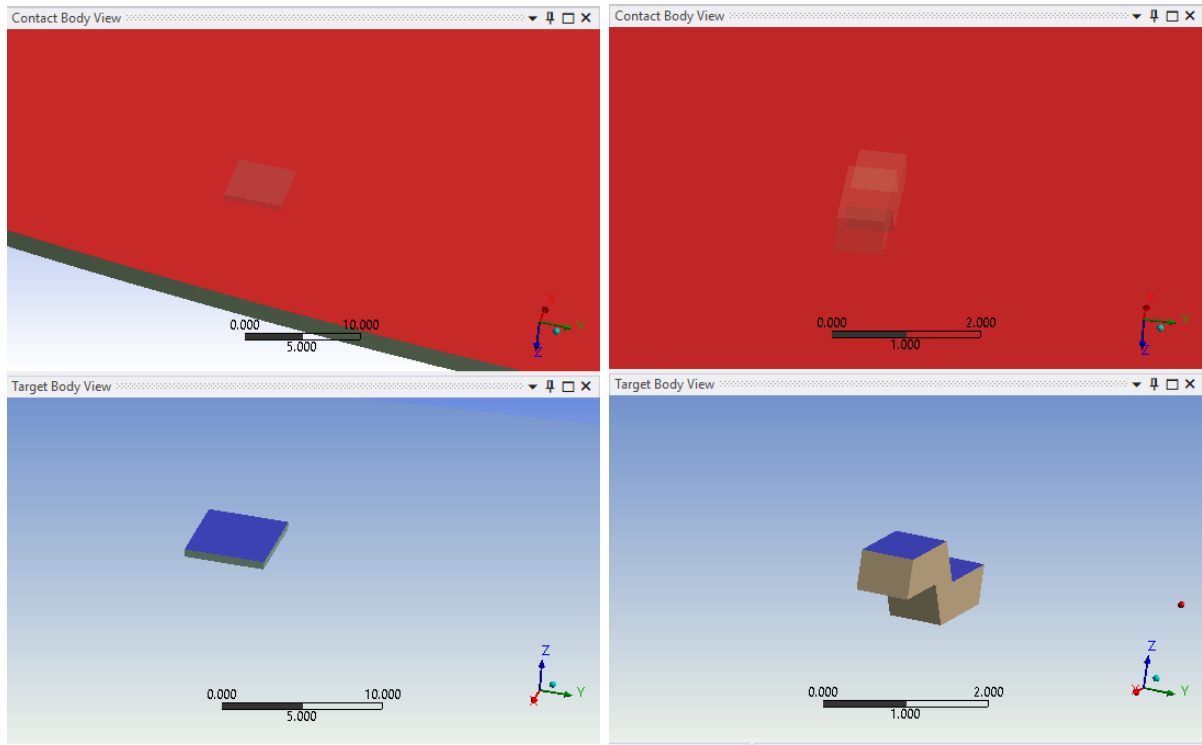 Contact Body View
X
Y
Z
0.000
10.000
5.000
Contact Body View
X
Y
Z
0.000
2.000
1.000
Target Body View
Z
Y
X
0.000
10.000
5.000
Target Body View
Z
Y
X
0.000
2.000
1.000